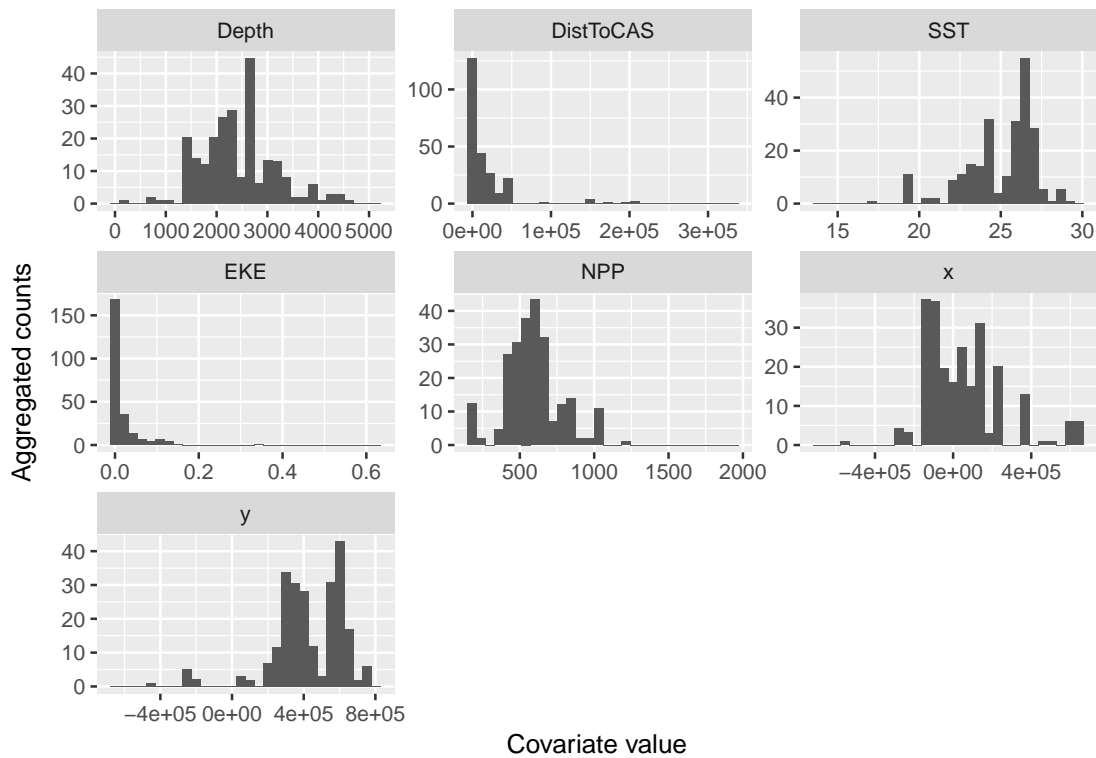 Depth
DistToCAS
SST
40
30
20
10
0
0 1000 2000 3000 4000 5000
100
50
0
0e+00 1e+05 2e+05 3e+05
40
20
0
15 20 25 30
EKE
NPP
x
150
100
50
0
0.0 0.2 0.4 0.6
40
30
20
10
0
500 1000 1500 2000
30
20
10
0
−4e+05 0e+00 4e+05
y
40
30
20
10
0
−4e+05 0e+00 4e+05 8e+05
Aggregated counts
Covariate value